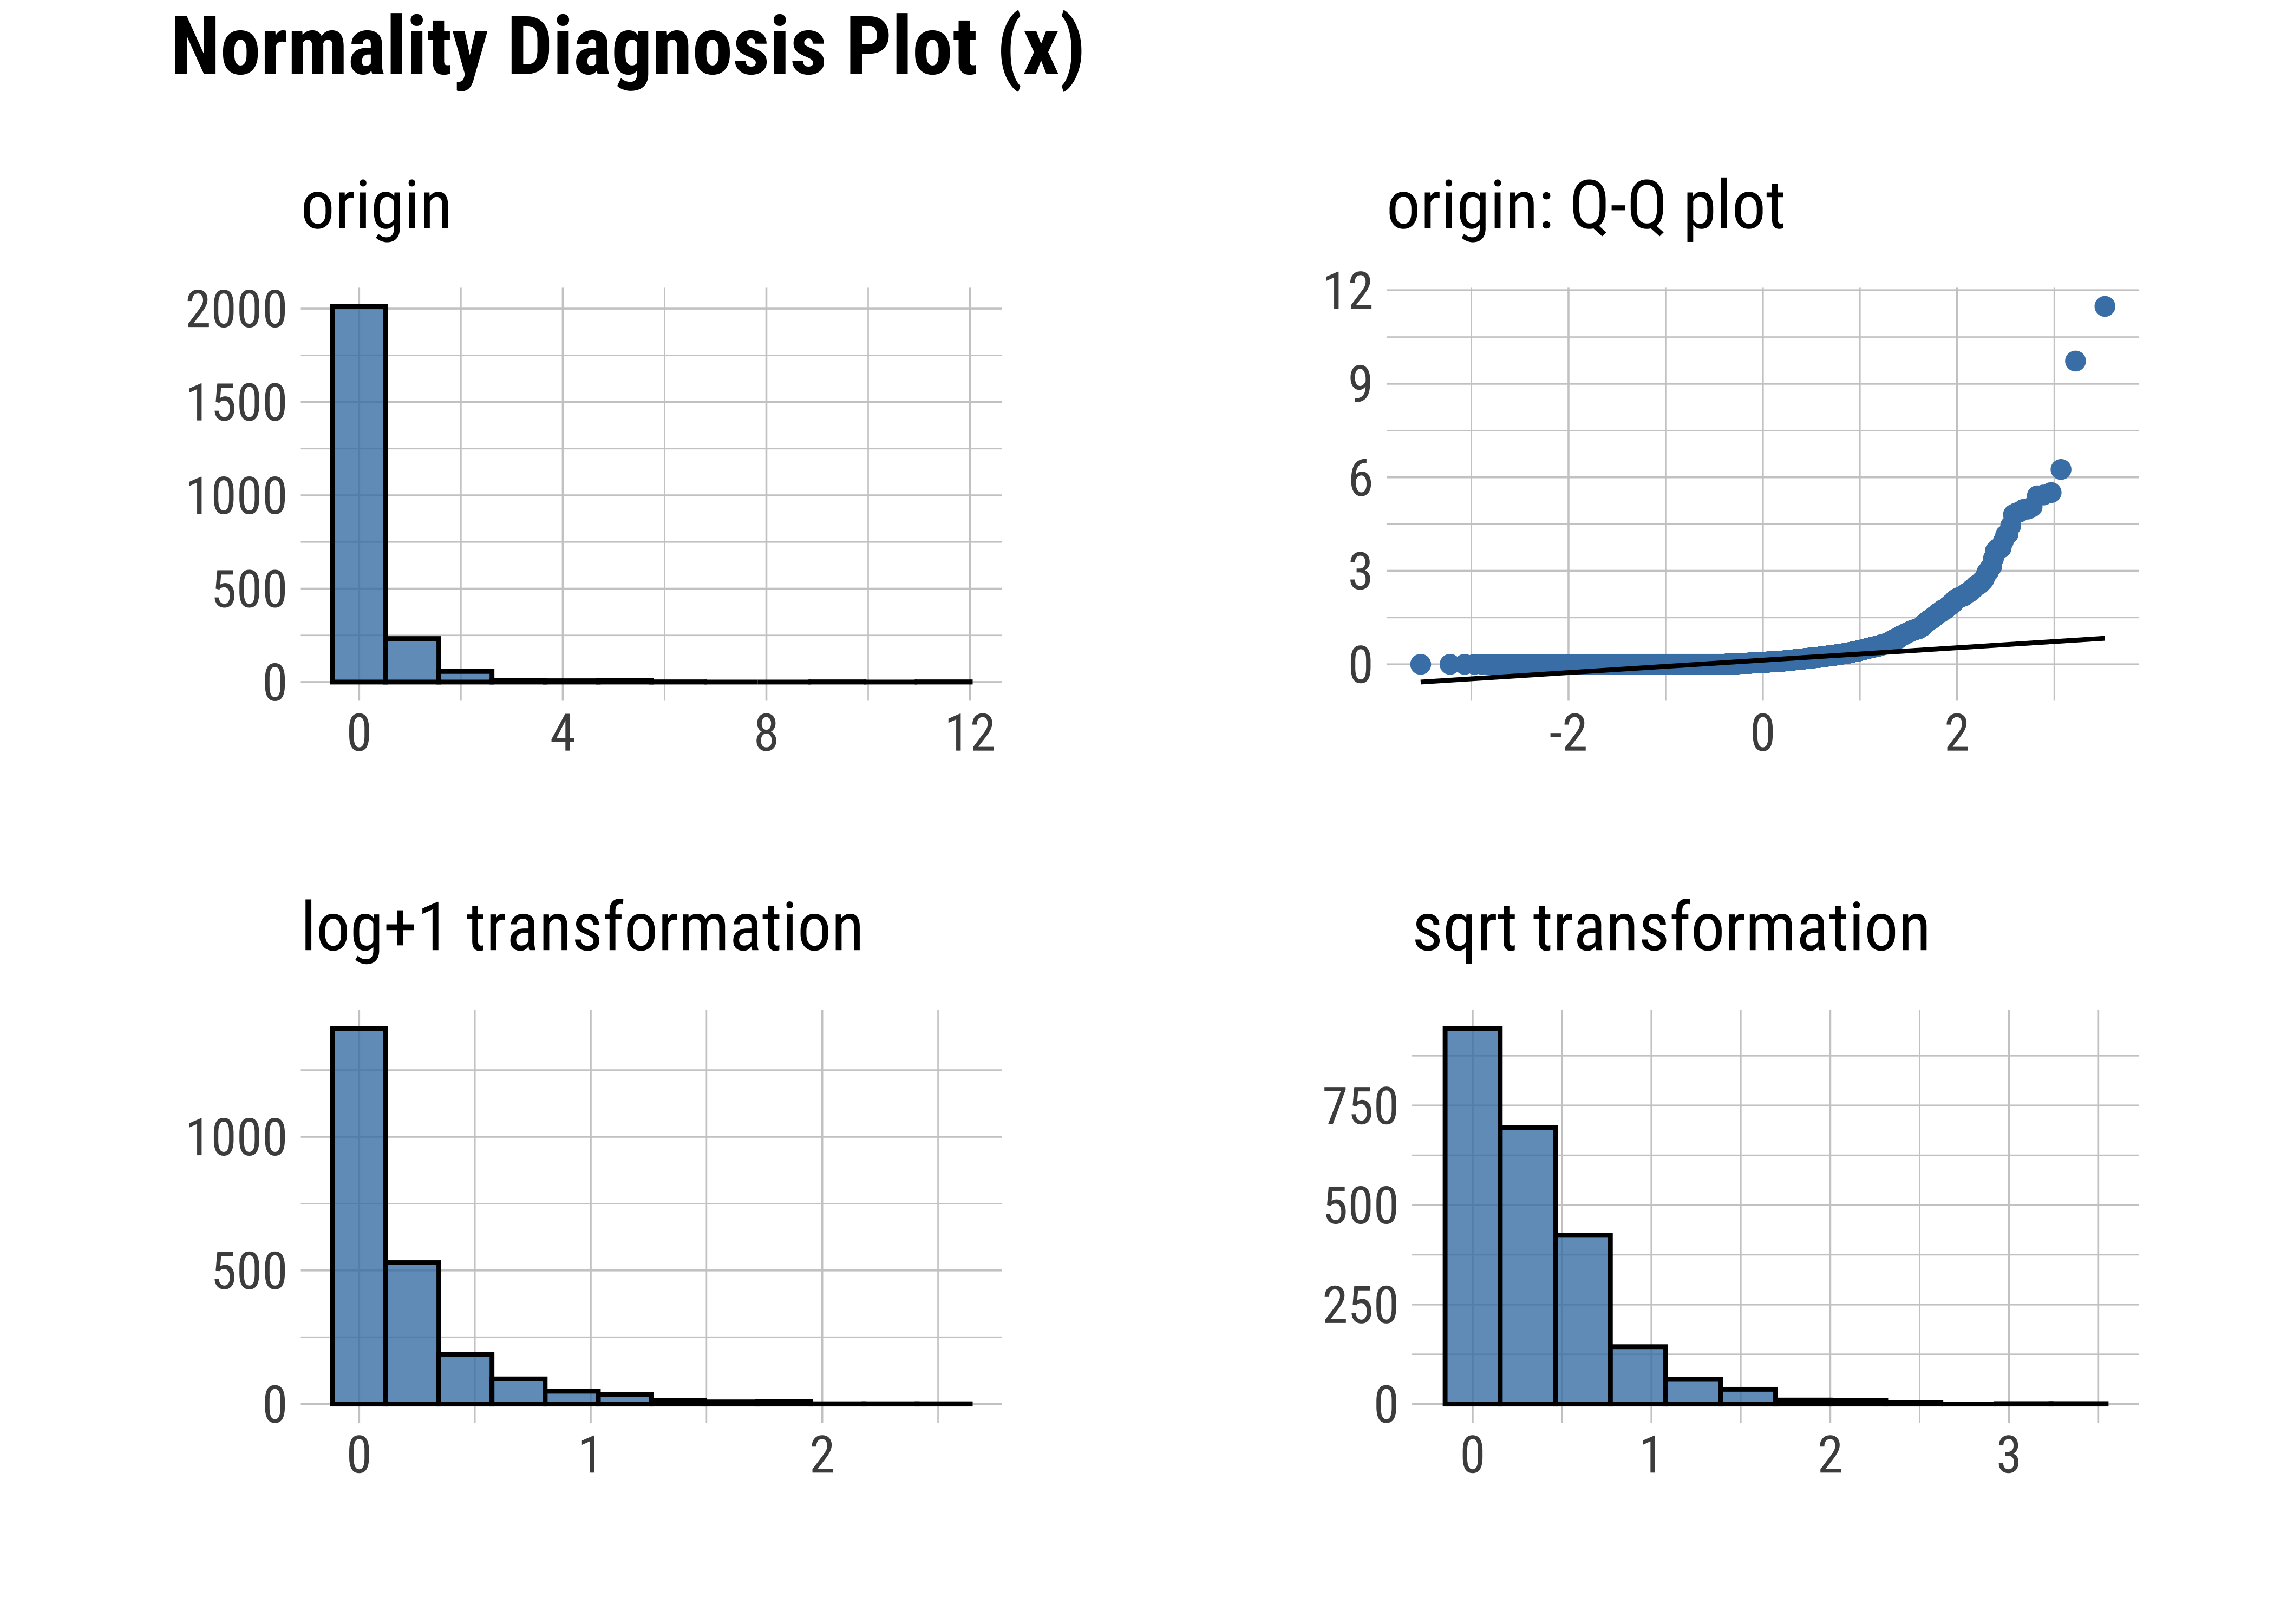 Normality Diagnosis Plot (x)
origin
2000
1500
1000
500
0
0 4 8 12
origin: Q-Q plot
12
9
6
3
0
-2 0 2
log+1 transformation
1000
500
0
0 1 2
sqrt transformation
750
500
250
0
0 1 2 3